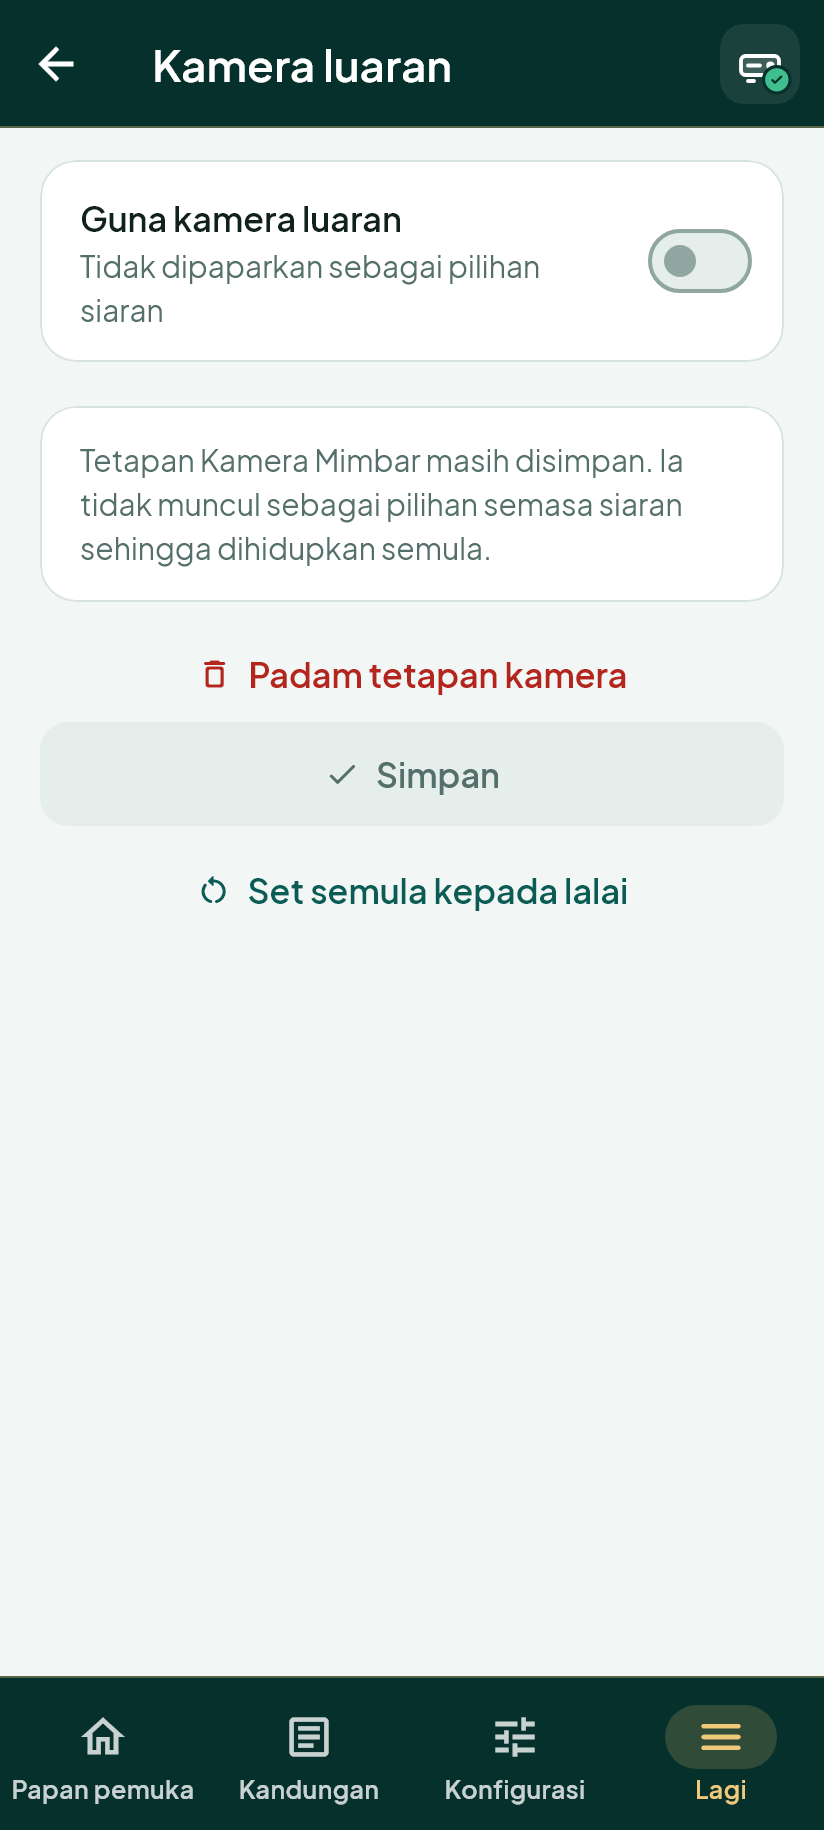 Kamera luaran
Guna kamera luaran
Tidak dipaparkan sebagai pilihan
siaran
Tetapan Kamera Mimbar masih disimpan. Ia
tidak muncul sebagai pilihan semasa siaran
sehingga dihidupkan semula.
Padam tetapan kamera
Simpan
Set semula kepada lalai
Papan pemuka
Kandungan
Konfigurasi
Lagi